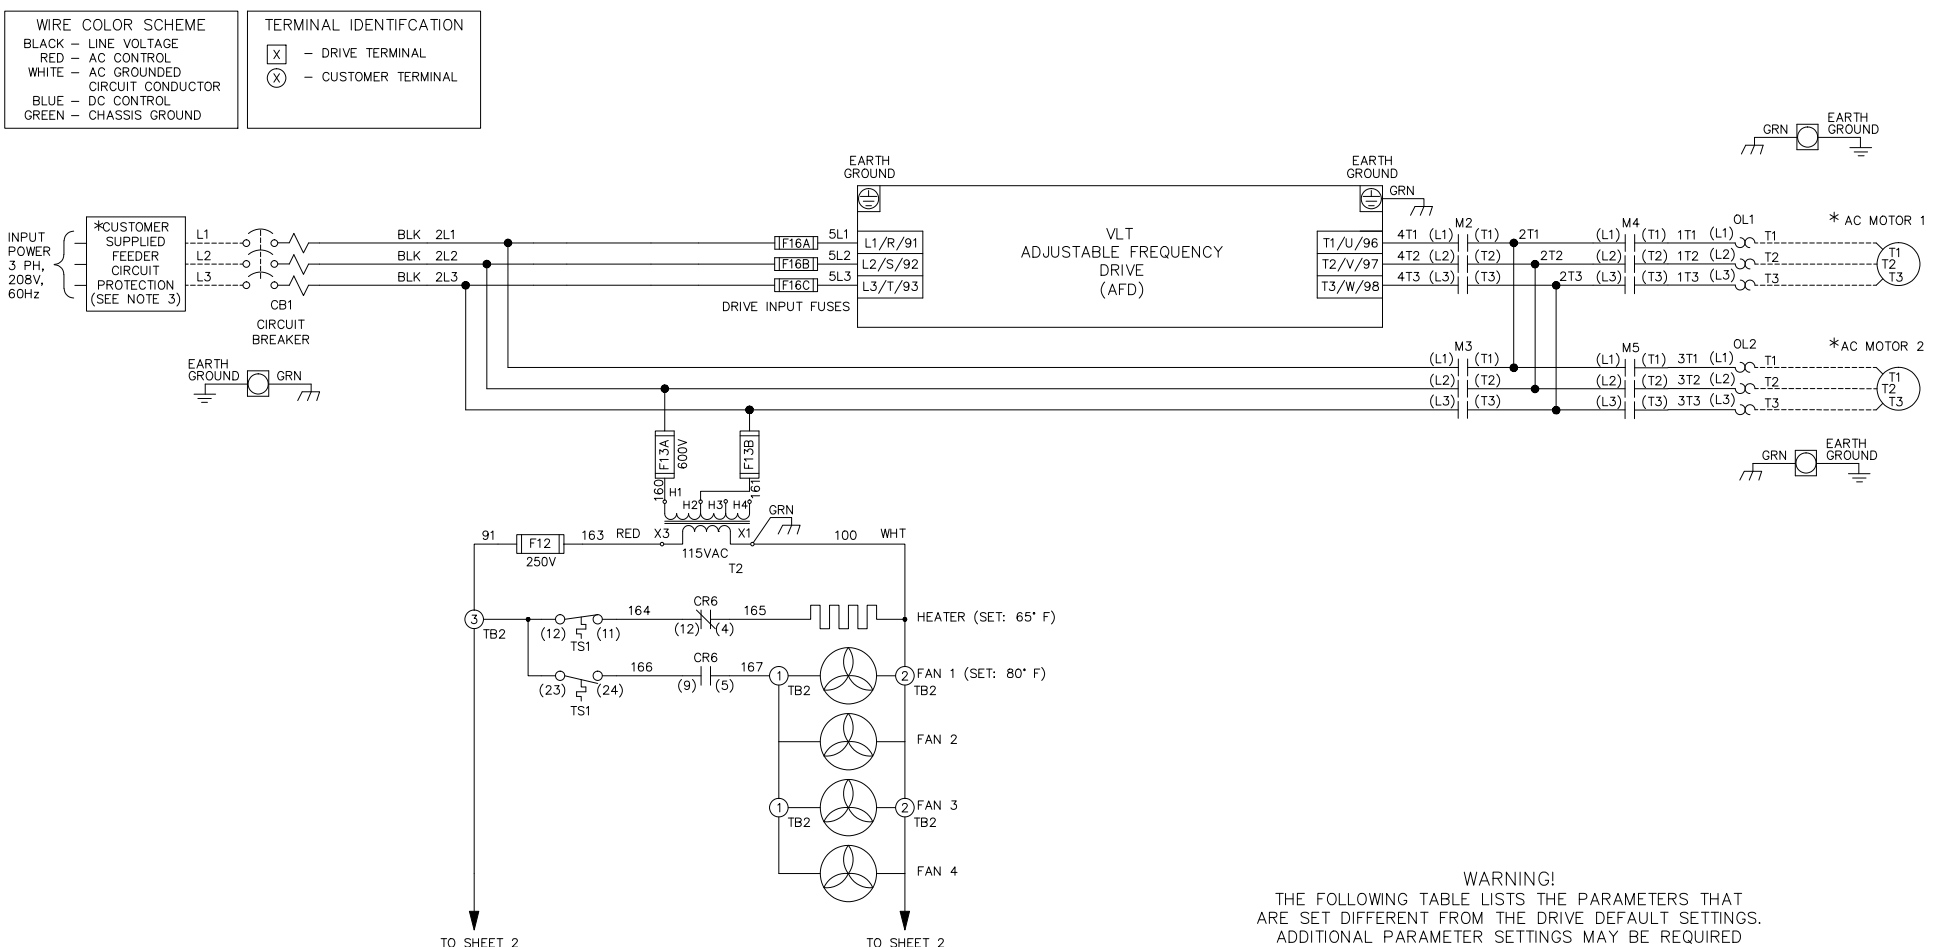 WIRE COLOR SCHEME
BLACK – LINE VOLTAGE
RED – AC CONTROL
WHITE – AC GROUNDED
CIRCUIT CONDUCTOR
BLUE – DC CONTROL
GREEN – CHASSIS GROUND
TERMINAL IDENTIFCATION
X – DRIVE TERMINAL
X – CUSTOMER TERMINAL
GRN
EARTH
GROUND
INPUT
POWER
3 PH,
208V,
60Hz
*CUSTOMER
SUPPLIED
FEEDER
CIRCUIT
PROTECTION
(SEE NOTE 3)
L1
L2
L3
CB1
CIRCUIT
BREAKER
BLK 2L1
BLK 2L2
BLK 2L3
F16A 5L1
F16B 5L2
F16C 5L3
DRIVE INPUT FUSES
EARTH
GROUND
L1/R/91
L2/S/92
L3/T/93
VLT
ADJUSTABLE FREQUENCY
DRIVE
(AFD)
EARTH
GROUND
GRN
T1/U/96
T2/V/97
T3/W/98
M2
4T1 (L1) (T1) 2T1
4T2 (L2) (T2) 2T2
4T3 (L3) (T3) 2T3
M4
(L1) (T1) 1T1 (L1)
(L2) (T2) 1T2 (L2)
(L3) (T3) 1T3 (L3)
OL1
T1
T2
T3
* AC MOTOR 1
T1
T2
T3
EARTH
GROUND
GRN
M3
(L1) (T1)
(L2) (T2)
(L3) (T3)
M5
(L1) (T1) 3T1 (L1)
(L2) (T2) 3T2 (L2)
(L3) (T3) 3T3 (L3)
OL2
T1
T2
T3
*AC MOTOR 2
T1
T2
T3
GRN
EARTH
GROUND
F13A
600V
F13B
160
161
H1
H2
H3
H4
GRN
91
F12
250V
163 RED X3
X1
115VAC
T2
100 WHT
3
TB2
(12) (11)
TS1
164
CR6
(12) (4)
165
HEATER (SET: 65° F)
(23) (24)
TS1
166
CR6
(9) (5)
167
1
TB2
2
TB2
FAN 1 (SET: 80° F)
FAN 2
1
TB2
2
TB2
FAN 3
FAN 4
TO SHEET 2
TO SHEET 2
WARNING!
THE FOLLOWING TABLE LISTS THE PARAMETERS THAT
ARE SET DIFFERENT FROM THE DRIVE DEFAULT SETTINGS.
ADDITIONAL PARAMETER SETTINGS MAY BE REQUIRED